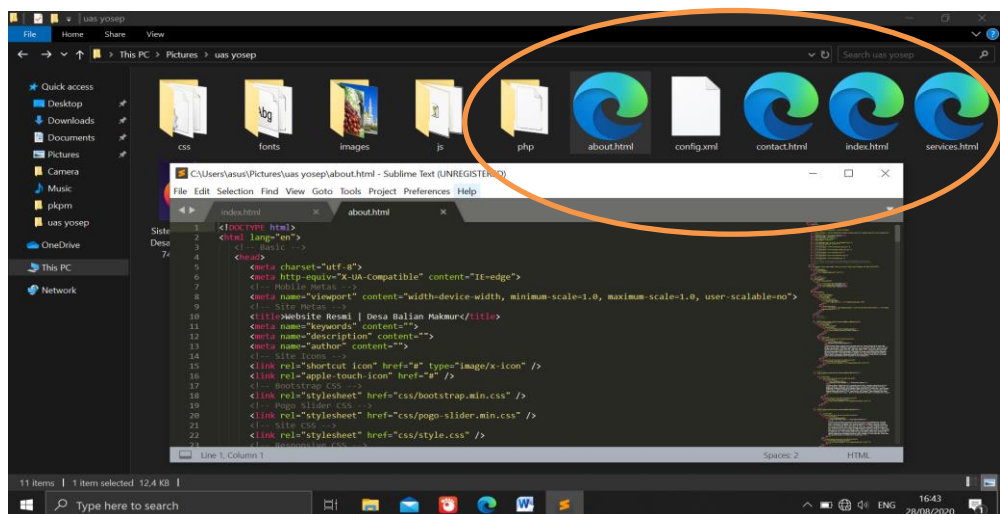 uas yosep
File Home Share View
This PC > Pictures > uas yosep
Search uas yosep
Quick access
Desktop
Downloads
Documents
Pictures
Camera
Music
pkpm
uas yosep
OneDrive
This PC
Network
css fonts images js php about.html config.xml contact.html index.html services.html
Siste
Desa
74
C:\Users\asus\Pictures\uas yosep\about.html - Sublime Text (UNREGISTERED)
File Edit Selection Find View Goto Tools Project Preferences Help
index.html about.html
1 <!DOCTYPE html>
2 <html lang="en">
3 <!-- Basic -->
4 <head>
5 <meta charset="utf-8">
6 <meta http-equiv="X-UA-Compatible" content="IE=edge">
7 <!-- Mobile Metas -->
8 <meta name="viewport" content="width=device-width, minimum-scale=1.0, maximum-scale=1.0, user-scalable=no">
9 <!-- Site Metas -->
10 <title>Website Resmi | Desa Balian Makmur</title>
11 <meta name="keywords" content="">
12 <meta name="description" content="">
13 <meta name="author" content="">
14 <!-- Site Icons -->
15 <link rel="shortcut icon" href="#" type="image/x-icon" />
16 <link rel="apple-touch-icon" href="#" />
17 <!-- Bootstrap CSS -->
18 <link rel="stylesheet" href="css/bootstrap.min.css" />
19 <!-- Pogo Slider CSS -->
20 <link rel="stylesheet" href="css/pogo-slider.min.css" />
21 <!-- Site CSS -->
22 <link rel="stylesheet" href="css/style.css" />
23 <!-- Responsive CSS -->
Line 1, Column 1 Spaces: 2 HTML
11 items 1 item selected 12,4 KB
Type here to search
ENG
16:43
28/08/2020